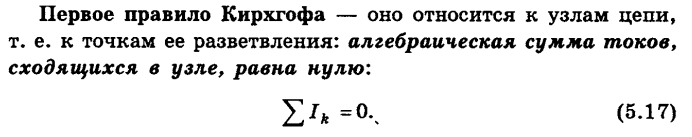 Первое правило Кирхгофа — оно относится к узлам цепи,
т. е. к точкам ее разветвления: алгебраическая сумма токов,
сходящихся в узле, равна нулю:
∑ I_k = 0. (5.17)